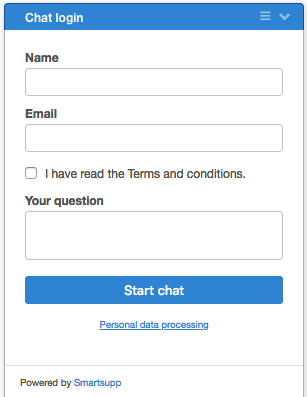 Chat login
Name
Email
I have read the Terms and conditions.
Your question
Start chat
Personal data processing
Powered by Smartsupp